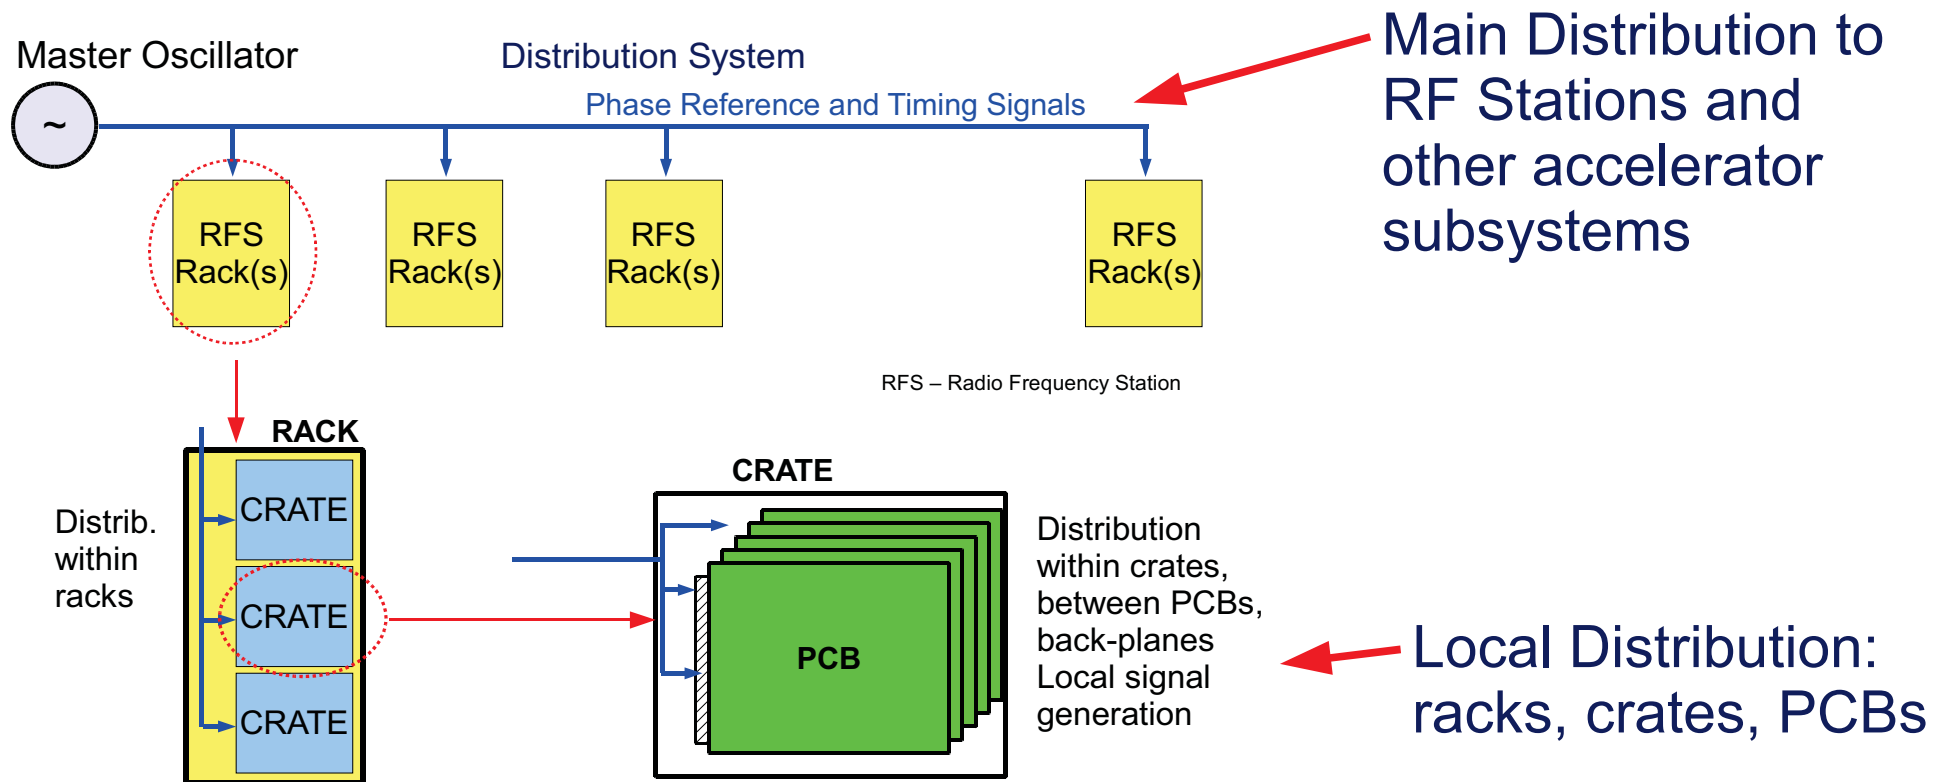 Master Oscillator
~
Distribution System
Phase Reference and Timing Signals
Main Distribution to
RF Stations and
other accelerator
subsystems
RFS
Rack(s)
RFS
Rack(s)
RFS
Rack(s)
RFS
Rack(s)
RFS – Radio Frequency Station
RACK
CRATE
CRATE
CRATE
Distrib.
within
racks
CRATE
PCB
Distribution
within crates,
between PCBs,
back-planes
Local signal
generation
Local Distribution:
racks, crates, PCBs